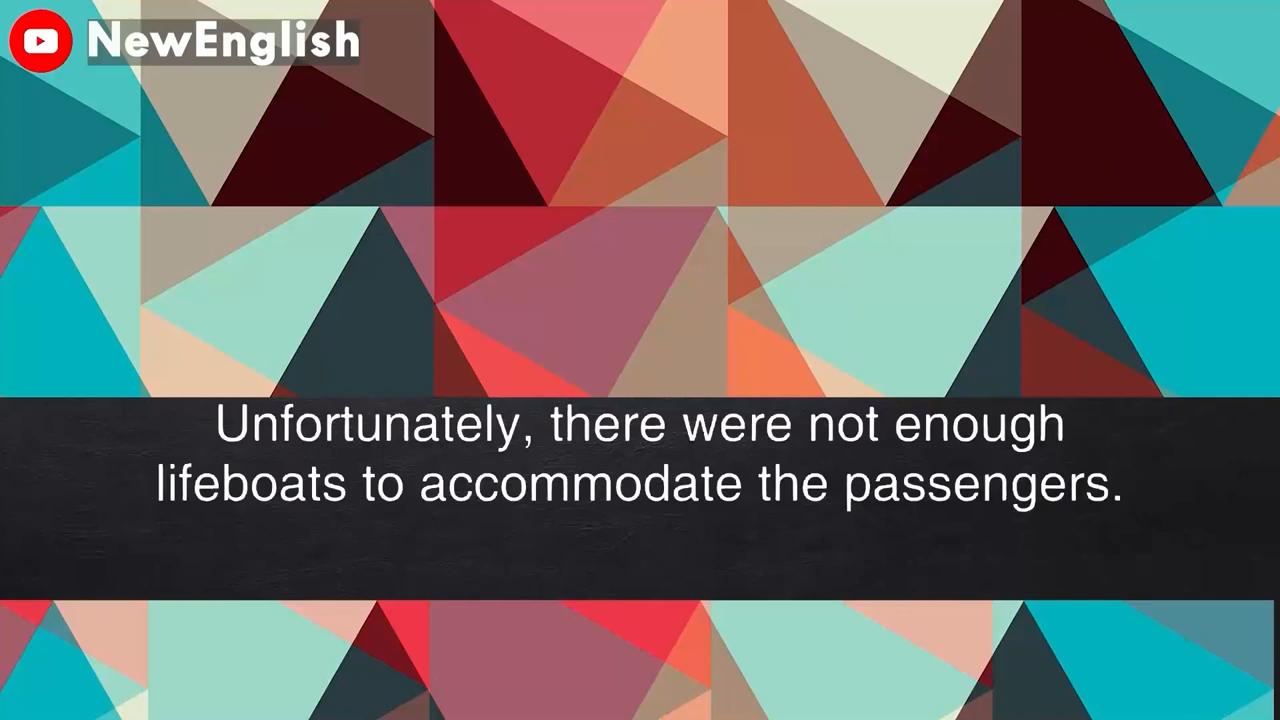 NewEnglish
Unfortunately, there were not enough
lifeboats to accommodate the passengers.